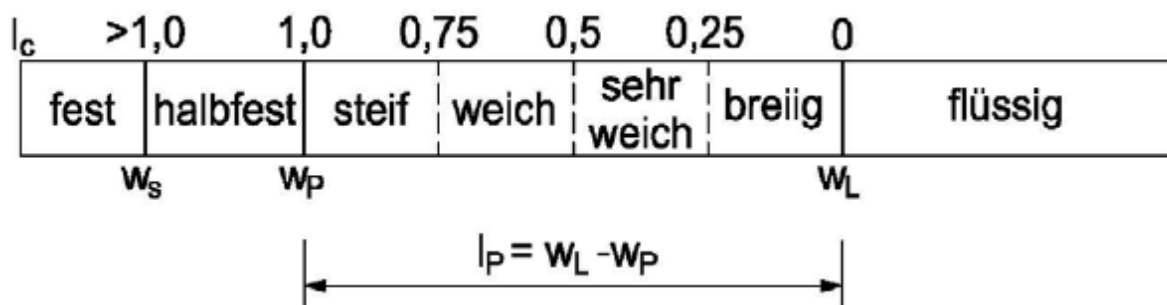 I_c >1,0 1,0 0,75 0,5 0,25 0
fest halbfest steif weich sehr weich breiig flüssig
w_s w_P w_L
I_P = w_L - w_P